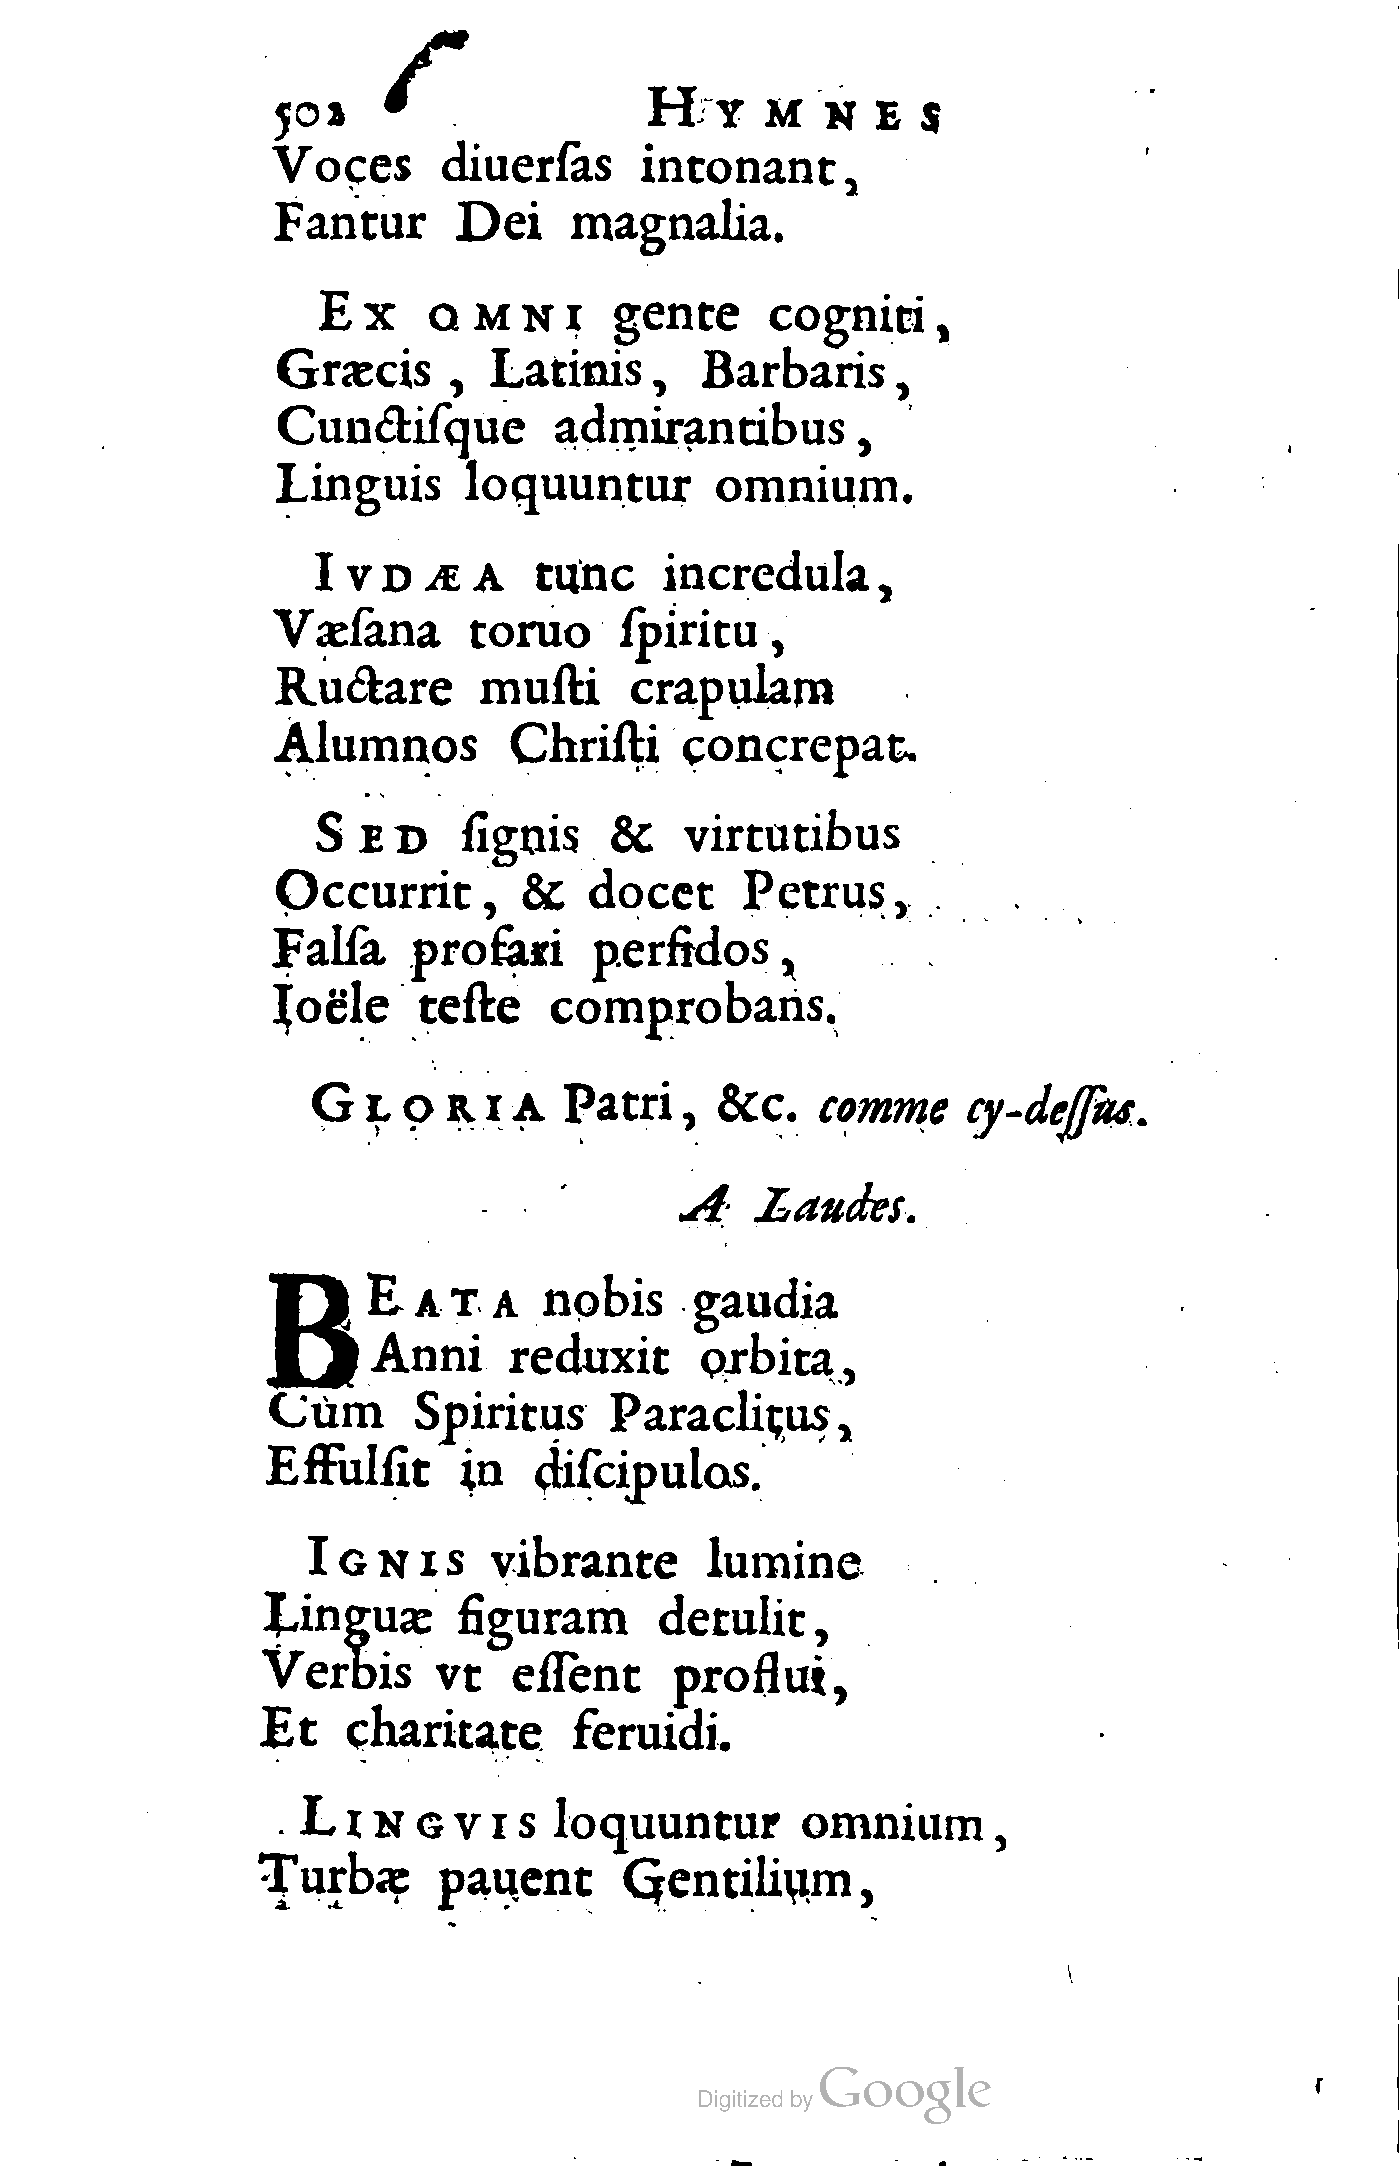 502 HYMNES
Voces diuerſas intonant,
Fantur Dei magnalia.
EX OMNI gente cogniti,
Græcis, Latinis, Barbaris,
Cunctiſque admirantibus,
Linguis loquuntur omnium.
IVDÆA tunc incredula,
Væſana toruo ſpiritu,
Ructare muſti crapulam
Alumnos Chriſti concrepat.
SED ſignis & virtutibus
Occurrit, & docet Petrus,
Falſa profari perfidos,
Ioële teſte comprobans.
GLORIA Patri, &c. comme cy-deſſus.
A Laudes.
BEATA nobis gaudia
Anni reduxit orbita,
Cùm Spiritus Paraclitus,
Effulſit in diſcipulos.
IGNIS vibrante lumine
Linguæ figuram detulit,
Verbis vt eſſent proflui,
Et charitate feruidi.
LINGVIS loquuntur omnium,
Turbæ pauent Gentilium,
Digitized by Google